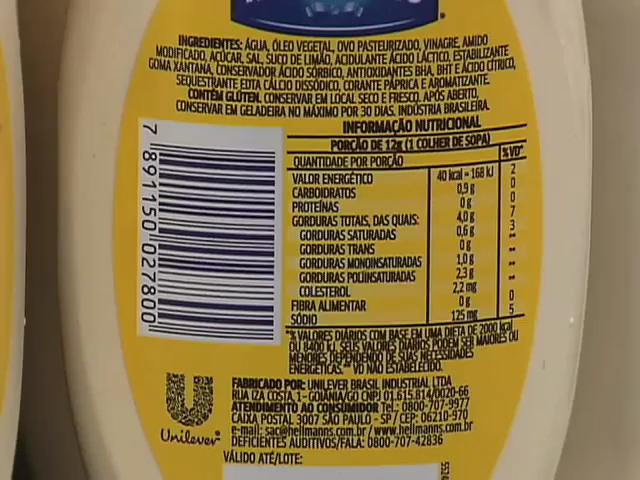 INGREDIENTES: ÁGUA, ÓLEO VEGETAL, OVO PASTEURIZADO, VINAGRE, AMIDO
MODIFICADO, AÇÚCAR, SAL, SUCO DE LIMÃO, ACIDULANTE ÁCIDO LÁCTICO, ESTABILIZANTE
GOMA XANTANA, CONSERVADOR ÁCIDO SÓRBICO, ANTIOXIDANTES BHA, BHT E ÁCIDO CÍTRICO,
SEQUESTRANTE EDTA CÁLCIO DISSÓDICO, CORANTE PÁPRICA E AROMATIZANTE.
CONTÉM GLÚTEN. CONSERVAR EM LOCAL SECO E FRESCO. APÓS ABERTO,
CONSERVAR EM GELADEIRA NO MÁXIMO POR 30 DIAS. INDÚSTRIA BRASILEIRA.
7 891150 027800
INFORMAÇÃO NUTRICIONAL
PORÇÃO DE 12g (1 COLHER DE SOPA)
QUANTIDADE POR PORÇÃO %VD*
VALOR ENERGÉTICO 40 kcal = 168 kJ 2
CARBOIDRATOS 0,9 g 0
PROTEÍNAS 0 g 0
GORDURAS TOTAIS, DAS QUAIS: 4,0 g 7
GORDURAS SATURADAS 0,6 g 3
GORDURAS TRANS 0 g **
GORDURAS MONOINSATURADAS 1,0 g **
GORDURAS POLIINSATURADAS 2,3 g **
COLESTEROL 2,2 mg **
FIBRA ALIMENTAR 0 g 0
SÓDIO 125 mg 5
*% VALORES DIÁRIOS COM BASE EM UMA DIETA DE 2000 kcal
OU 8400 kJ. SEUS VALORES DIÁRIOS PODEM SER MAIORES OU
MENORES DEPENDENDO DE SUAS NECESSIDADES
ENERGÉTICAS. ** VD NÃO ESTABELECIDO.
Unilever
FABRICADO POR: UNILEVER BRASIL INDUSTRIAL LTDA
RUA IZA COSTA, 1 - GOIÂNIA/GO CNPJ 01.615.814/0020-66
ATENDIMENTO AO CONSUMIDOR Tel.: 0800-707-9977
CAIXA POSTAL 3007 SÃO PAULO - SP / CEP: 06210-970
e-mail: sac@hellmanns.com.br / www.hellmanns.com.br
DEFICIENTES AUDITIVOS/FALA: 0800-707-42836
VÁLIDO ATÉ/LOTE: